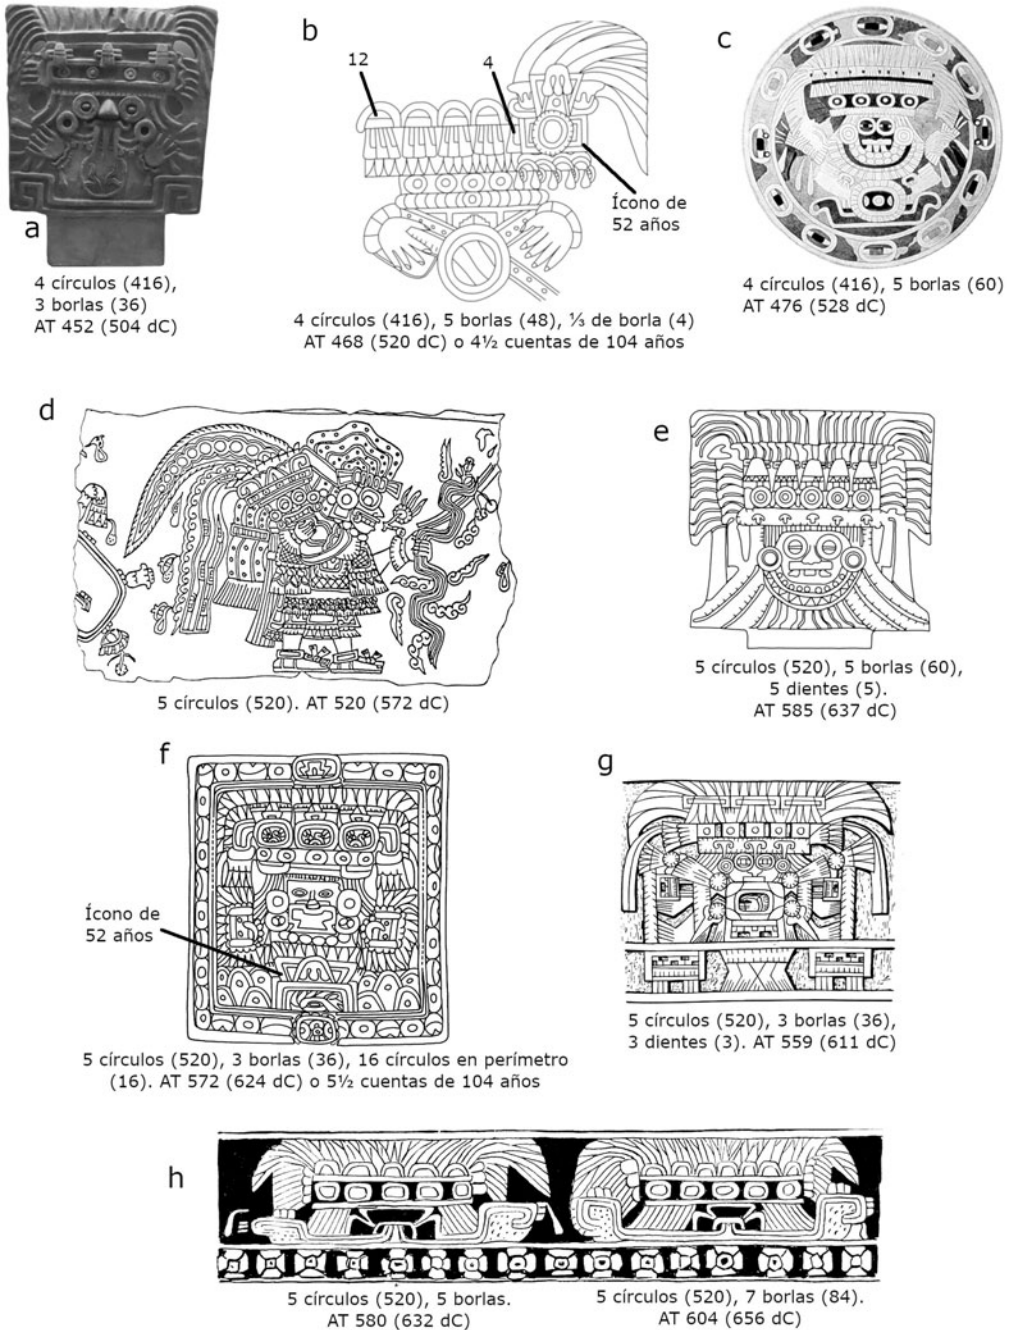 a
4 círculos (416),
3 borlas (36)
AT 452 (504 dC)
b
12
4
Ícono de
52 años
4 círculos (416), 5 borlas (48), ⅓ de borla (4)
AT 468 (520 dC) o 4½ cuentas de 104 años
c
4 círculos (416), 5 borlas (60)
AT 476 (528 dC)
d
5 círculos (520). AT 520 (572 dC)
e
5 círculos (520), 5 borlas (60),
5 dientes (5).
AT 585 (637 dC)
f
Ícono de
52 años
5 círculos (520), 3 borlas (36), 16 círculos en perímetro
(16). AT 572 (624 dC) o 5½ cuentas de 104 años
g
5 círculos (520), 3 borlas (36),
3 dientes (3). AT 559 (611 dC)
h
5 círculos (520), 5 borlas.
AT 580 (632 dC)
5 círculos (520), 7 borlas (84).
AT 604 (656 dC)